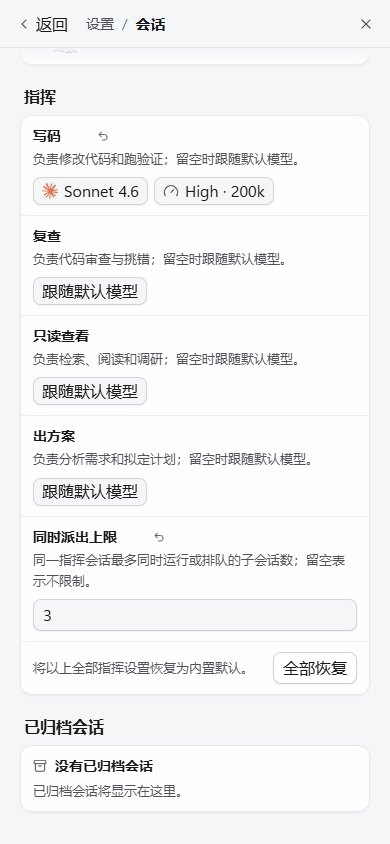 返回 设置 / 会话
指挥
写码
负责修改代码和跑验证；留空时跟随默认模型。
Sonnet 4.6 High · 200k
复查
负责代码审查与挑错；留空时跟随默认模型。
跟随默认模型
只读查看
负责检索、阅读和调研；留空时跟随默认模型。
跟随默认模型
出方案
负责分析需求和拟定计划；留空时跟随默认模型。
跟随默认模型
同时派出上限
同一指挥会话最多同时运行或排队的子会话数；留空表
示不限制。
3
将以上全部指挥设置恢复为内置默认。 全部恢复
已归档会话
没有已归档会话
已归档会话将显示在这里。